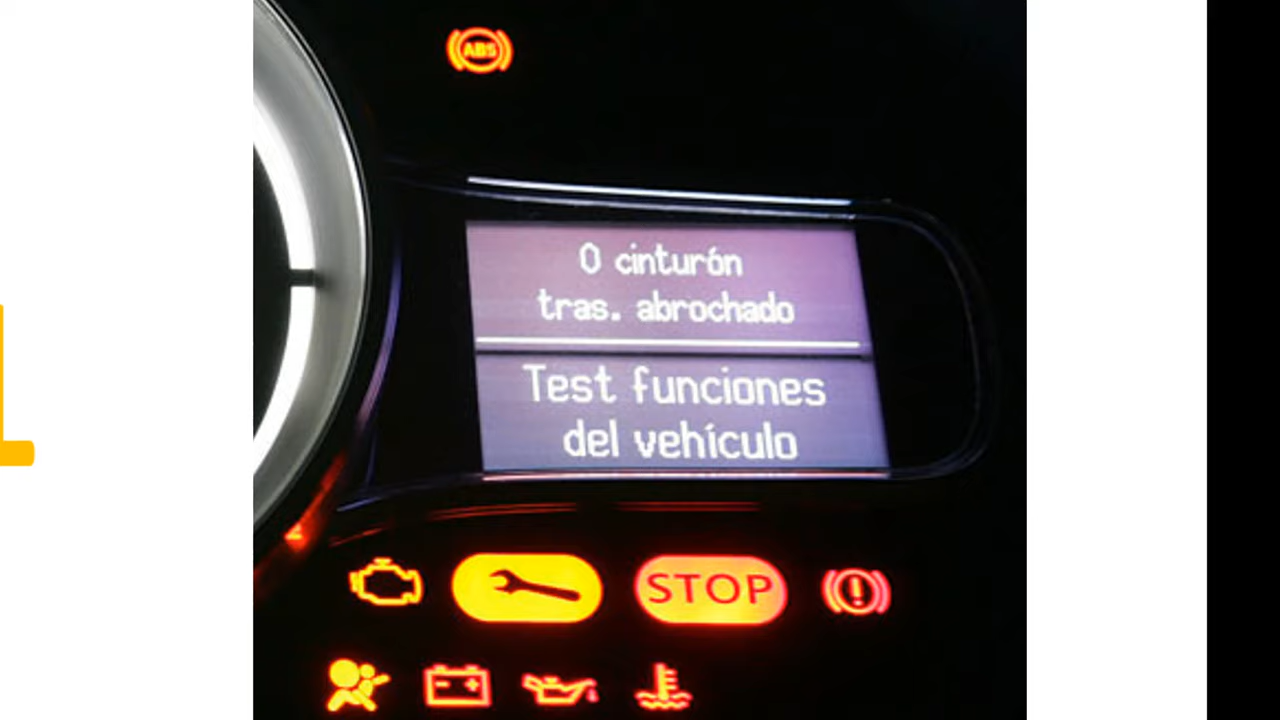 ABS
0 cinturón
tras. abrochado
Test funciones
del vehículo
STOP